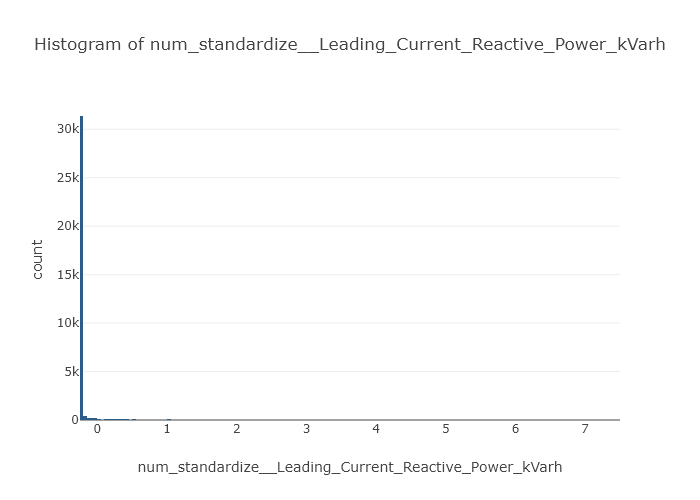 Histogram of num_standardize__Leading_Current_Reactive_Power_kVarh
30k
25k
20k
15k
10k
5k
0
count
0 1 2 3 4 5 6 7
num_standardize__Leading_Current_Reactive_Power_kVarh